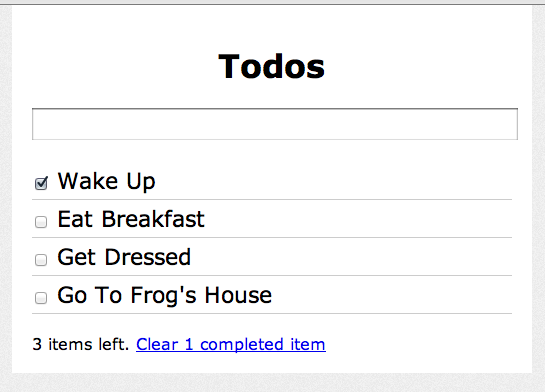 Todos
Wake Up
Eat Breakfast
Get Dressed
Go To Frog's House
3 items left. Clear 1 completed item